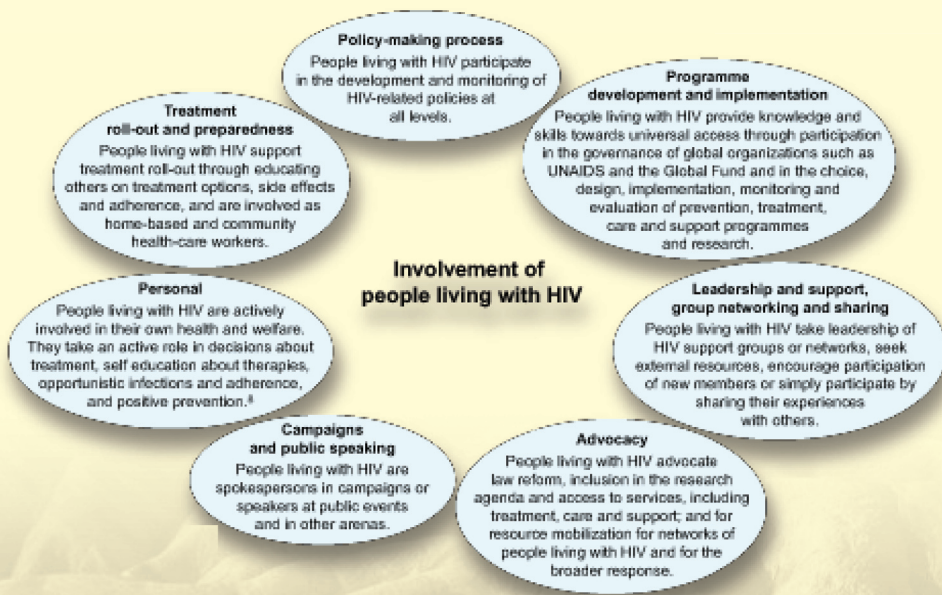 Policy-making process
People living with HIV participate
in the development and monitoring of
HIV-related policies at
all levels.
Programme
development and implementation
People living with HIV provide knowledge and
skills towards universal access through participation
in the governance of global organizations such as
UNAIDS and the Global Fund and in the choice,
design, implementation, monitoring and
evaluation of prevention, treatment,
care and support programmes
and research.
Treatment
roll-out and preparedness
People living with HIV support
treatment roll-out through educating
others on treatment options, side effects
and adherence, and are involved as
home-based and community
health-care workers.
Involvement of
people living with HIV
Personal
People living with HIV are actively
involved in their own health and welfare.
They take an active role in decisions about
treatment, self education about therapies,
opportunistic infections and adherence,
and positive prevention.⁸
Leadership and support,
group networking and sharing
People living with HIV take leadership of
HIV support groups or networks, seek
external resources, encourage participation
of new members or simply participate by
sharing their experiences
with others.
Campaigns
and public speaking
People living with HIV are
spokespersons in campaigns or
speakers at public events
and in other arenas.
Advocacy
People living with HIV advocate
law reform, inclusion in the research
agenda and access to services, including
treatment, care and support; and for
resource mobilization for networks of
people living with HIV and for the
broader response.